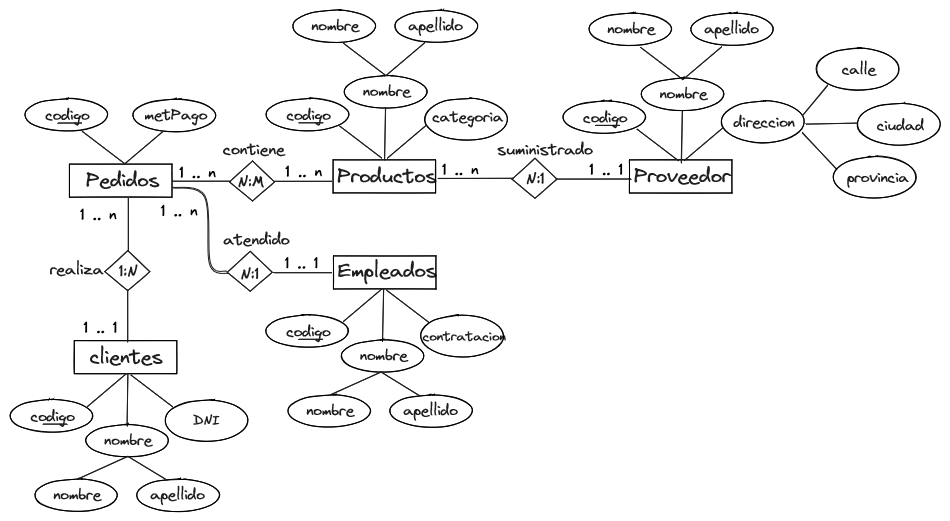 nombre
apellido
nombre
codigo
categoria
nombre
apellido
nombre
codigo
direccion
calle
ciudad
provincia
codigo
metPago
Pedidos
1 .. n
contiene
N:M
1 .. n
Productos
1 .. n
suministrado
N:1
1 .. 1
Proveedor
1 .. n
1 .. n
realiza
1:N
atendido
N:1
1 .. 1
Empleados
codigo
nombre
contratacion
nombre
apellido
1 .. 1
clientes
codigo
nombre
DNI
nombre
apellido